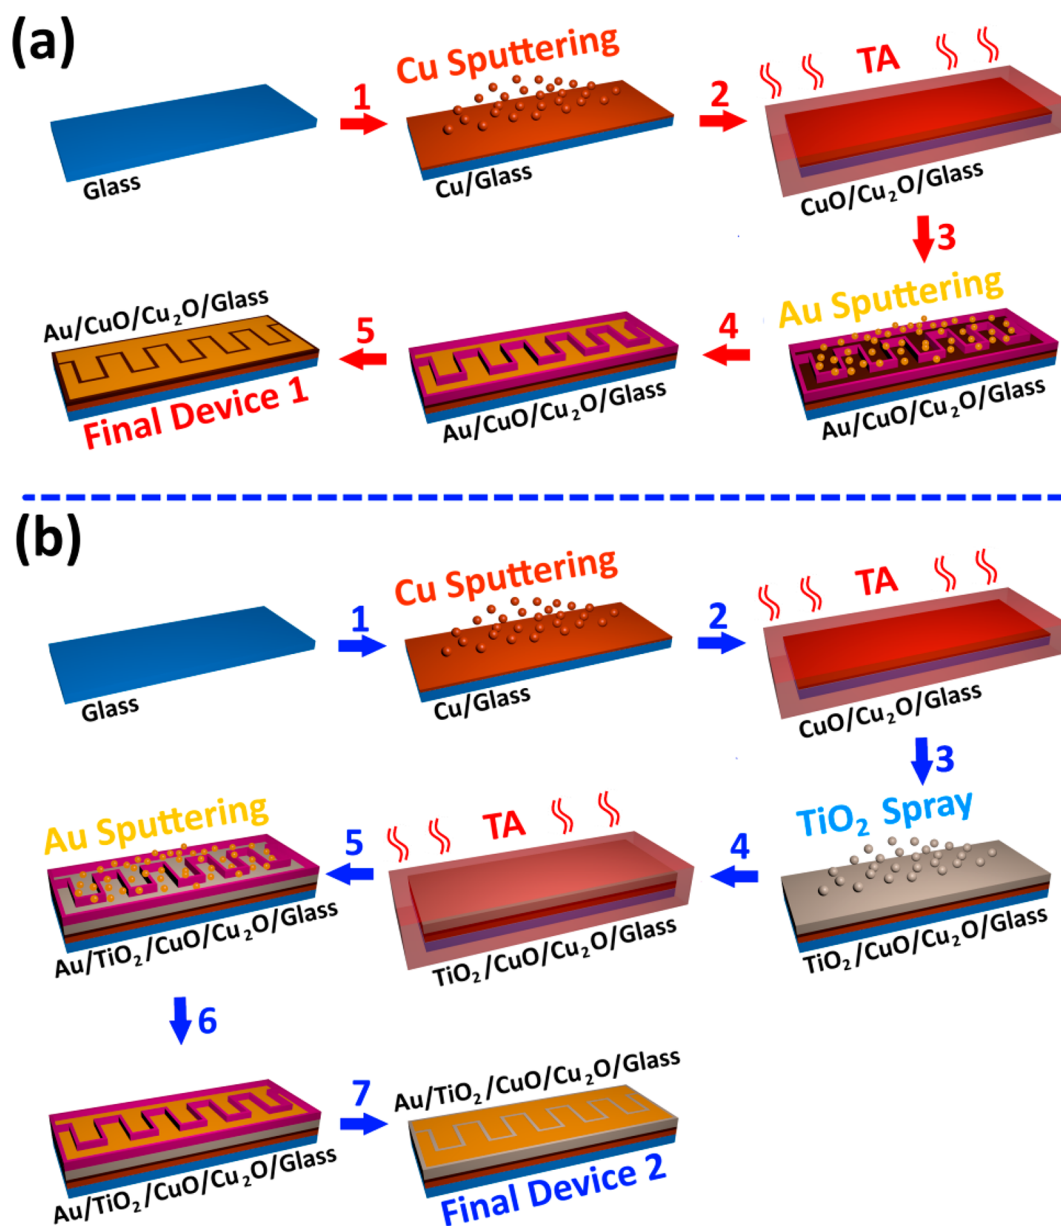 (a)
Glass
1
Cu Sputtering
Cu/Glass
2
TA
CuO/Cu₂O/Glass
3
Au Sputtering
Au/CuO/Cu₂O/Glass
4
Au/CuO/Cu₂O/Glass
5
Au/CuO/Cu₂O/Glass
Final Device 1
(b)
Glass
1
Cu Sputtering
Cu/Glass
2
TA
CuO/Cu₂O/Glass
3
TiO₂ Spray
TiO₂/CuO/Cu₂O/Glass
4
TA
TiO₂/CuO/Cu₂O/Glass
5
Au Sputtering
Au/TiO₂/CuO/Cu₂O/Glass
6
Au/TiO₂/CuO/Cu₂O/Glass
7
Au/TiO₂/CuO/Cu₂O/Glass
Final Device 2